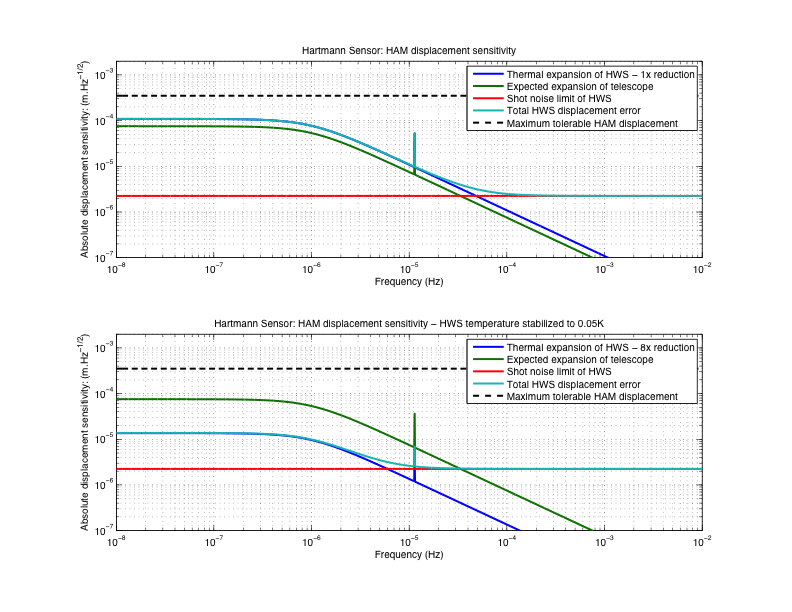 Hartmann Sensor: HAM displacement sensitivity
Absolute displacement sensitivity: (m.Hz^−1/2)
10^−3
10^−4
10^−5
10^−6
10^−7
Thermal expansion of HWS − 1x reduction
Expected expansion of telescope
Shot noise limit of HWS
Total HWS displacement error
Maximum tolerable HAM displacement
10^−8 10^−7 10^−6 10^−5 10^−4 10^−3 10^−2
Frequency (Hz)
Hartmann Sensor: HAM displacement sensitivity − HWS temperature stabilized to 0.05K
Absolute displacement sensitivity: (m.Hz^−1/2)
10^−3
10^−4
10^−5
10^−6
10^−7
Thermal expansion of HWS − 8x reduction
Expected expansion of telescope
Shot noise limit of HWS
Total HWS displacement error
Maximum tolerable HAM displacement
10^−8 10^−7 10^−6 10^−5 10^−4 10^−3 10^−2
Frequency (Hz)